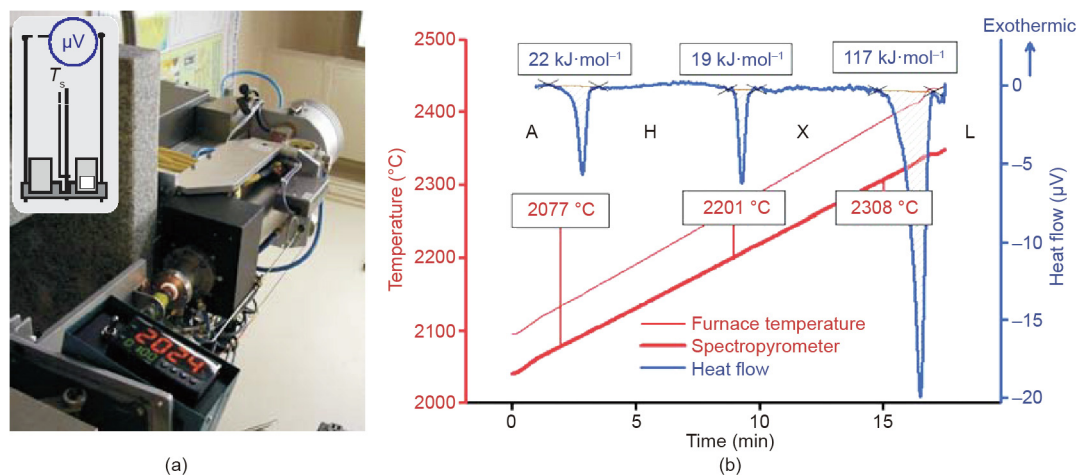 µV
Ts
2024
(a)
Exothermic
2500
2400
2300
2200
2100
2000
Temperature (°C)
22 kJ·mol⁻¹
19 kJ·mol⁻¹
117 kJ·mol⁻¹
A
H
X
L
2077 °C
2201 °C
2308 °C
Furnace temperature
Spectropyrometer
Heat flow
0
−5
−10
−15
−20
Heat flow (µV)
0
5
10
15
Time (min)
(b)